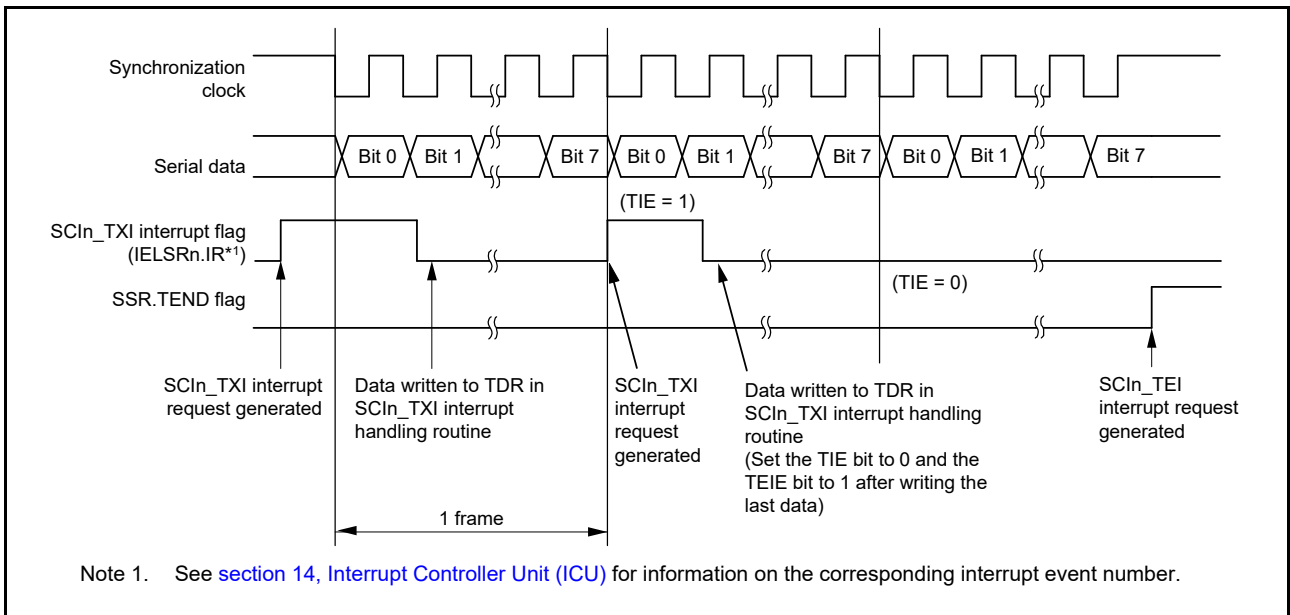 Synchronization
clock
Serial data
Bit 0 Bit 1 Bit 7 Bit 0 Bit 1 Bit 7 Bit 0 Bit 1 Bit 7
(TIE = 1)
SCIn_TXI interrupt flag
(IELSRn.IR*1)
(TIE = 0)
SSR.TEND flag
SCIn_TXI interrupt
request generated
Data written to TDR in
SCIn_TXI interrupt
handling routine
SCIn_TXI
interrupt
request
generated
Data written to TDR in
SCIn_TXI interrupt handling
routine
(Set the TIE bit to 0 and the
TEIE bit to 1 after writing the
last data)
SCIn_TEI
interrupt request
generated
1 frame
Note 1. See section 14, Interrupt Controller Unit (ICU) for information on the corresponding interrupt event number.